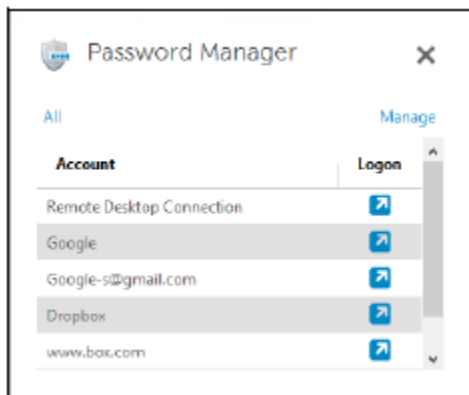 Password Manager
All Manage
Account Logon
Remote Desktop Connection
Google
Google-s@gmail.com
Dropbox
www.box.com